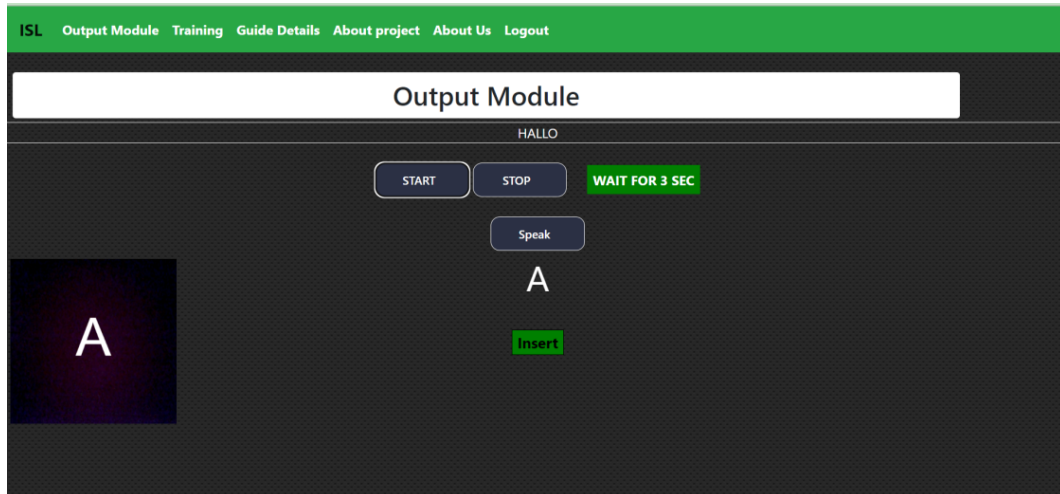 ISL Output Module Training Guide Details About project About Us Logout
Output Module
HALLO
START STOP WAIT FOR 3 SEC
Speak
A
A
Insert